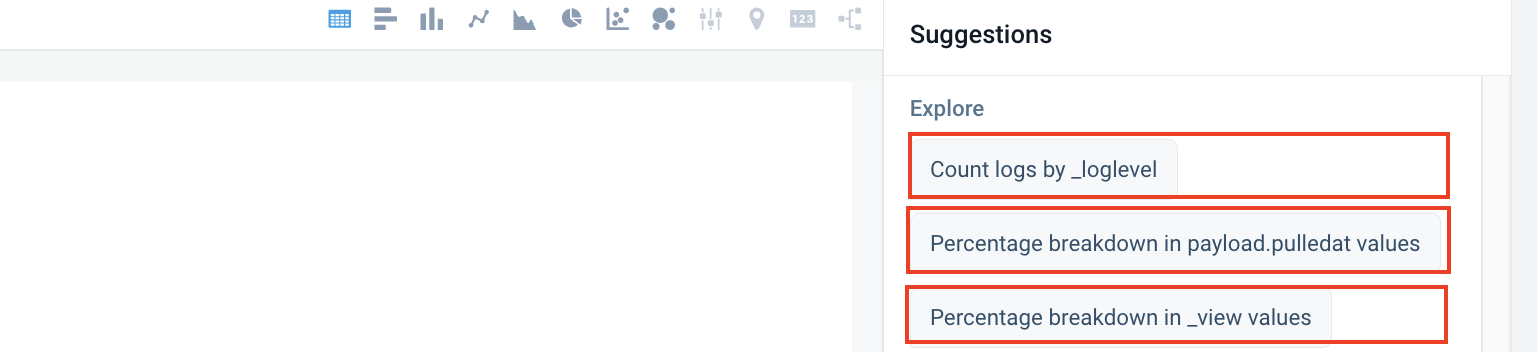 123
Suggestions
Explore
Count logs by _loglevel
Percentage breakdown in payload.pulledat values
Percentage breakdown in _view values